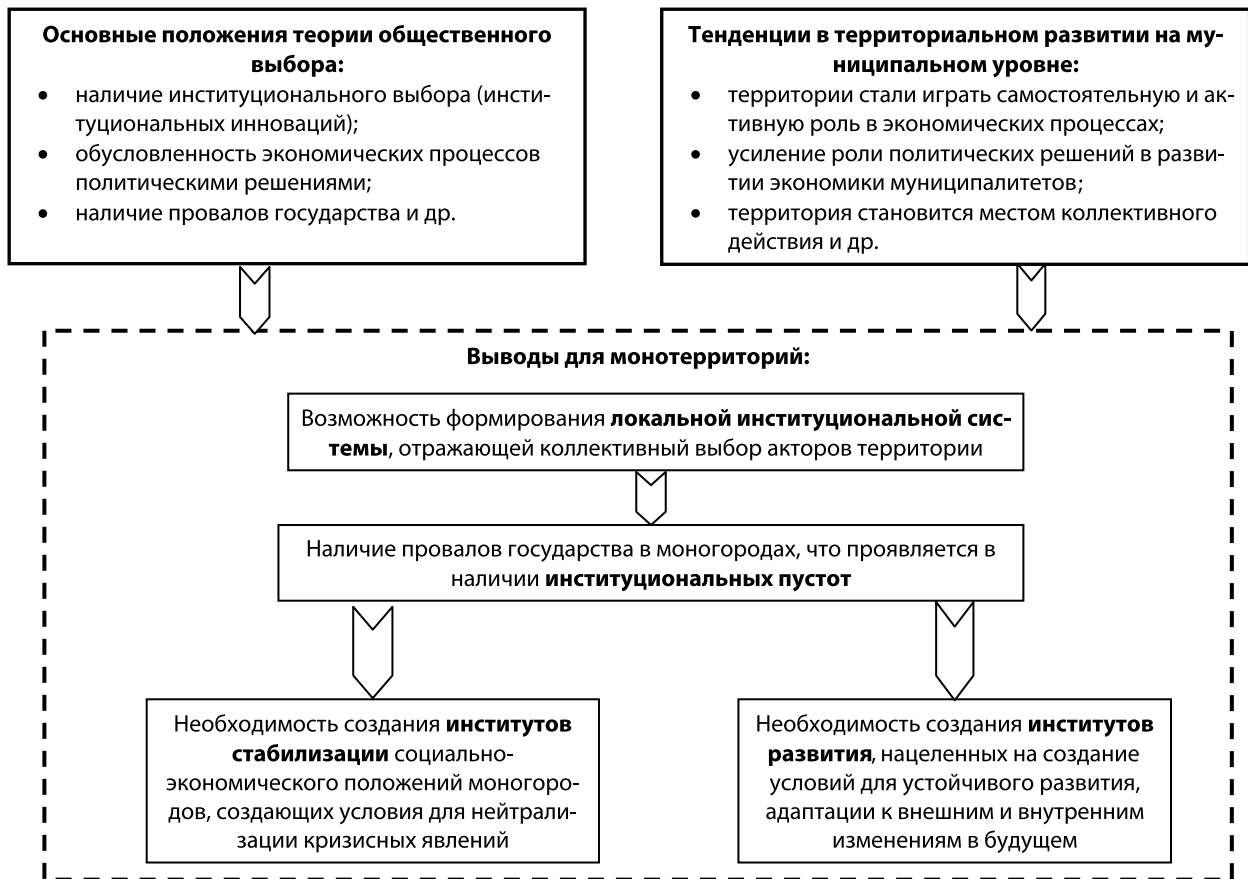 Основные положения теории общественного
выбора:
• наличие институционального выбора (инсти-
туциональных инноваций);
• обусловленность экономических процессов
политическими решениями;
• наличие провалов государства и др.
Тенденции в территориальном развитии на му-
ниципальном уровне:
• территории стали играть самостоятельную и ак-
тивную роль в экономических процессах;
• усиление роли политических решений в разви-
тии экономики муниципалитетов;
• территория становится местом коллективного
действия и др.
Выводы для монотерриторий:
Возможность формирования локальной институциональной сис-
темы, отражающей коллективный выбор акторов территории
Наличие провалов государства в моногородах, что проявляется в
наличии институциональных пустот
Необходимость создания институтов
стабилизации социально-
экономического положений моногоро-
дов, создающих условия для нейтрали-
зации кризисных явлений
Необходимость создания институтов
развития, нацеленных на создание
условий для устойчивого развития,
адаптации к внешним и внутренним
изменениям в будущем